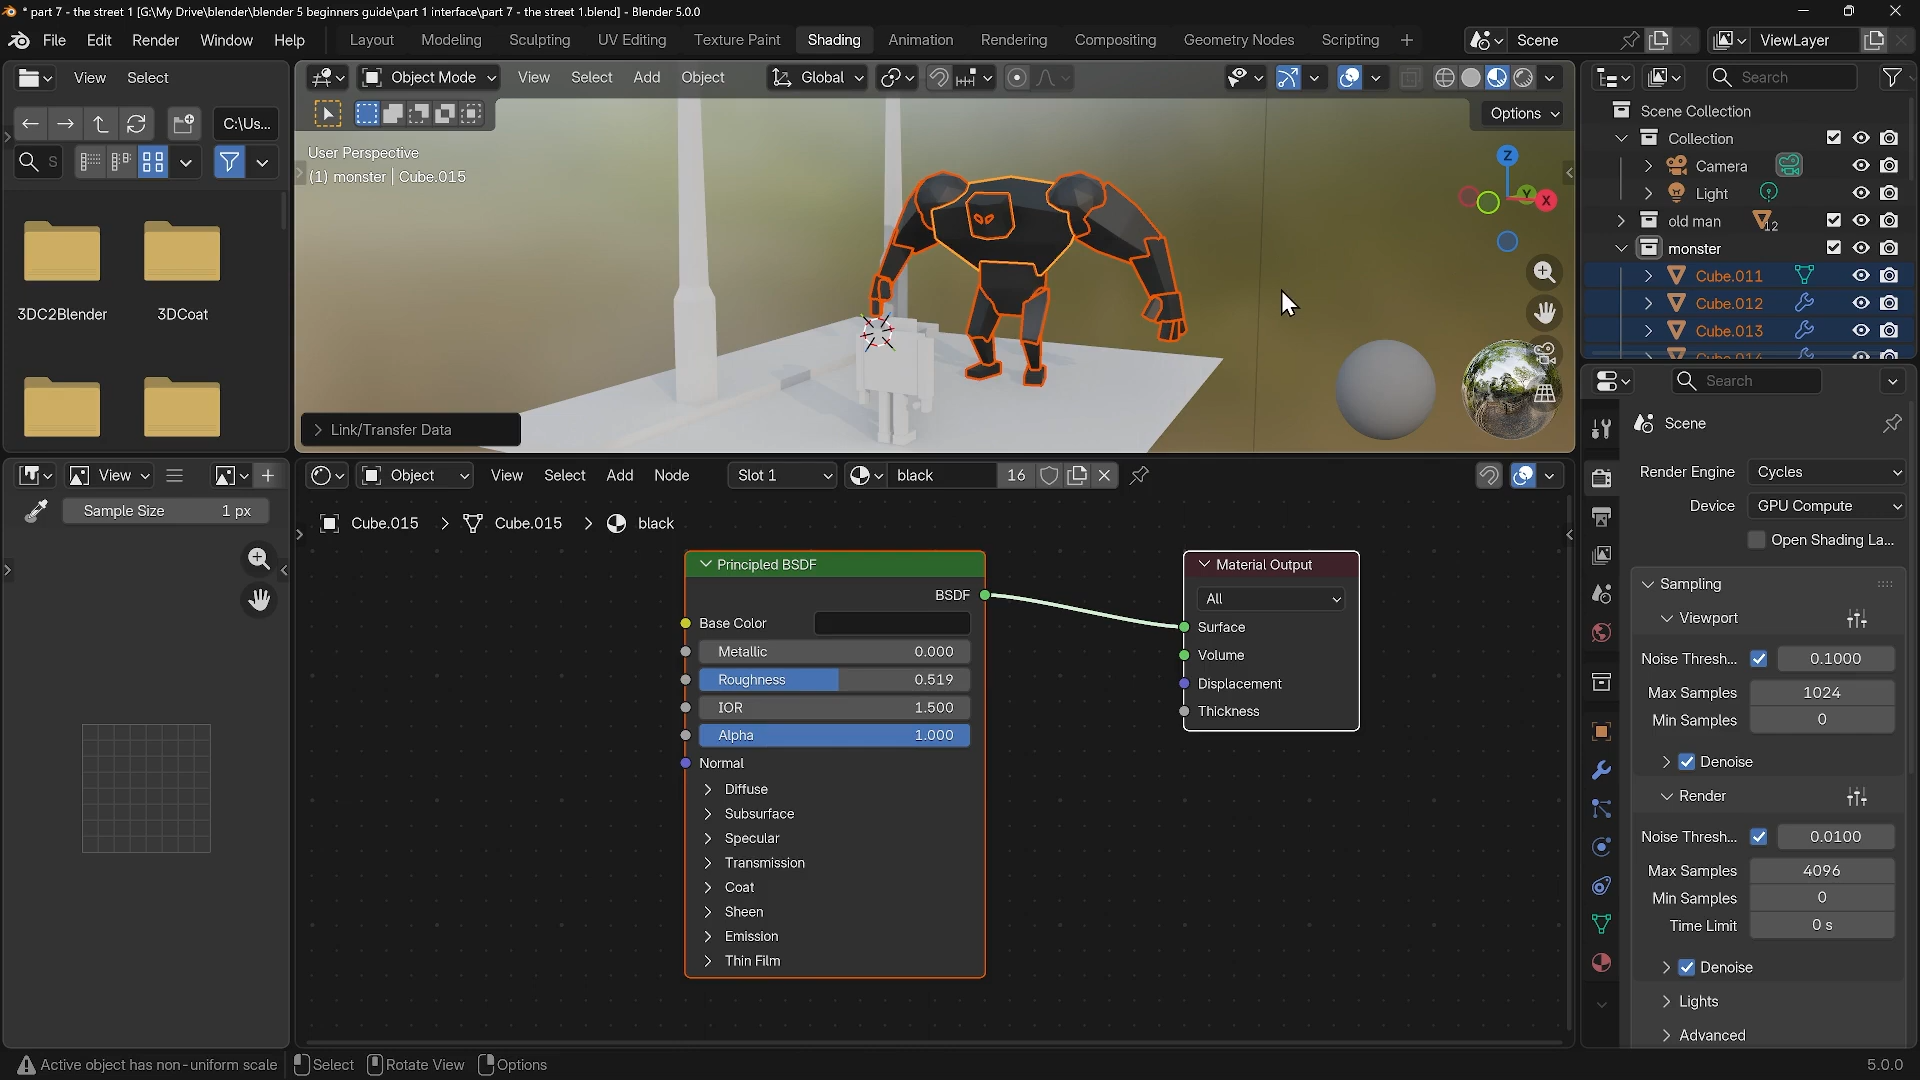 * part 7 - the street 1 [G:\My Drive\blender\blender 5 beginners guide\part 1 interface\part 7 - the street 1.blend] - Blender 5.0.0
File Edit Render Window Help Layout Modeling Sculpting UV Editing Texture Paint Shading Animation Rendering Compositing Geometry Nodes Scripting + Scene ViewLayer
View Select
Object Mode View Select Add Object Global
Search
Options
C:\Us...
S
User Perspective
(1) monster | Cube.015
Z
Y
X
3DC2Blender 3DCoat
Link/Transfer Data
Scene Collection
Collection
Camera
Light
old man 12
monster
Cube.011
Cube.012
Cube.013
Cube.014
Search
Scene
Render Engine Cycles
Device GPU Compute
Open Shading La...
Sampling
Viewport
Noise Thresh... 0.1000
Max Samples 1024
Min Samples 0
Denoise
Render
Noise Thresh... 0.0100
Max Samples 4096
Min Samples 0
Time Limit 0 s
Denoise
Lights
Advanced
View
Sample Size 1 px
Object View Select Add Node Slot 1 black 16
Cube.015 Cube.015 black
Principled BSDF
BSDF
Base Color
Metallic 0.000
Roughness 0.519
IOR 1.500
Alpha 1.000
Normal
Diffuse
Subsurface
Specular
Transmission
Coat
Sheen
Emission
Thin Film
Material Output
All
Surface
Volume
Displacement
Thickness
Active object has non-uniform scale Select Rotate View Options 5.0.0